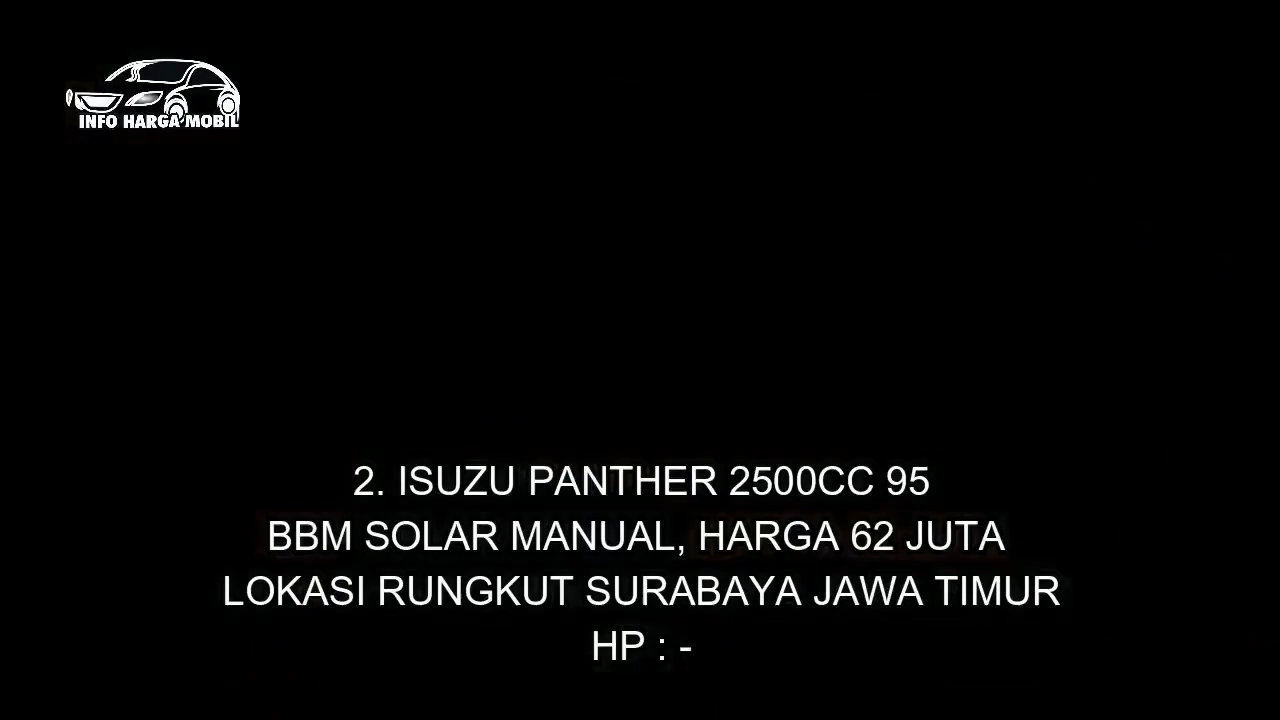 INFO HARGA MOBIL
2. ISUZU PANTHER 2500CC 95
BBM SOLAR MANUAL, HARGA 62 JUTA
LOKASI RUNGKUT SURABAYA JAWA TIMUR
HP : -